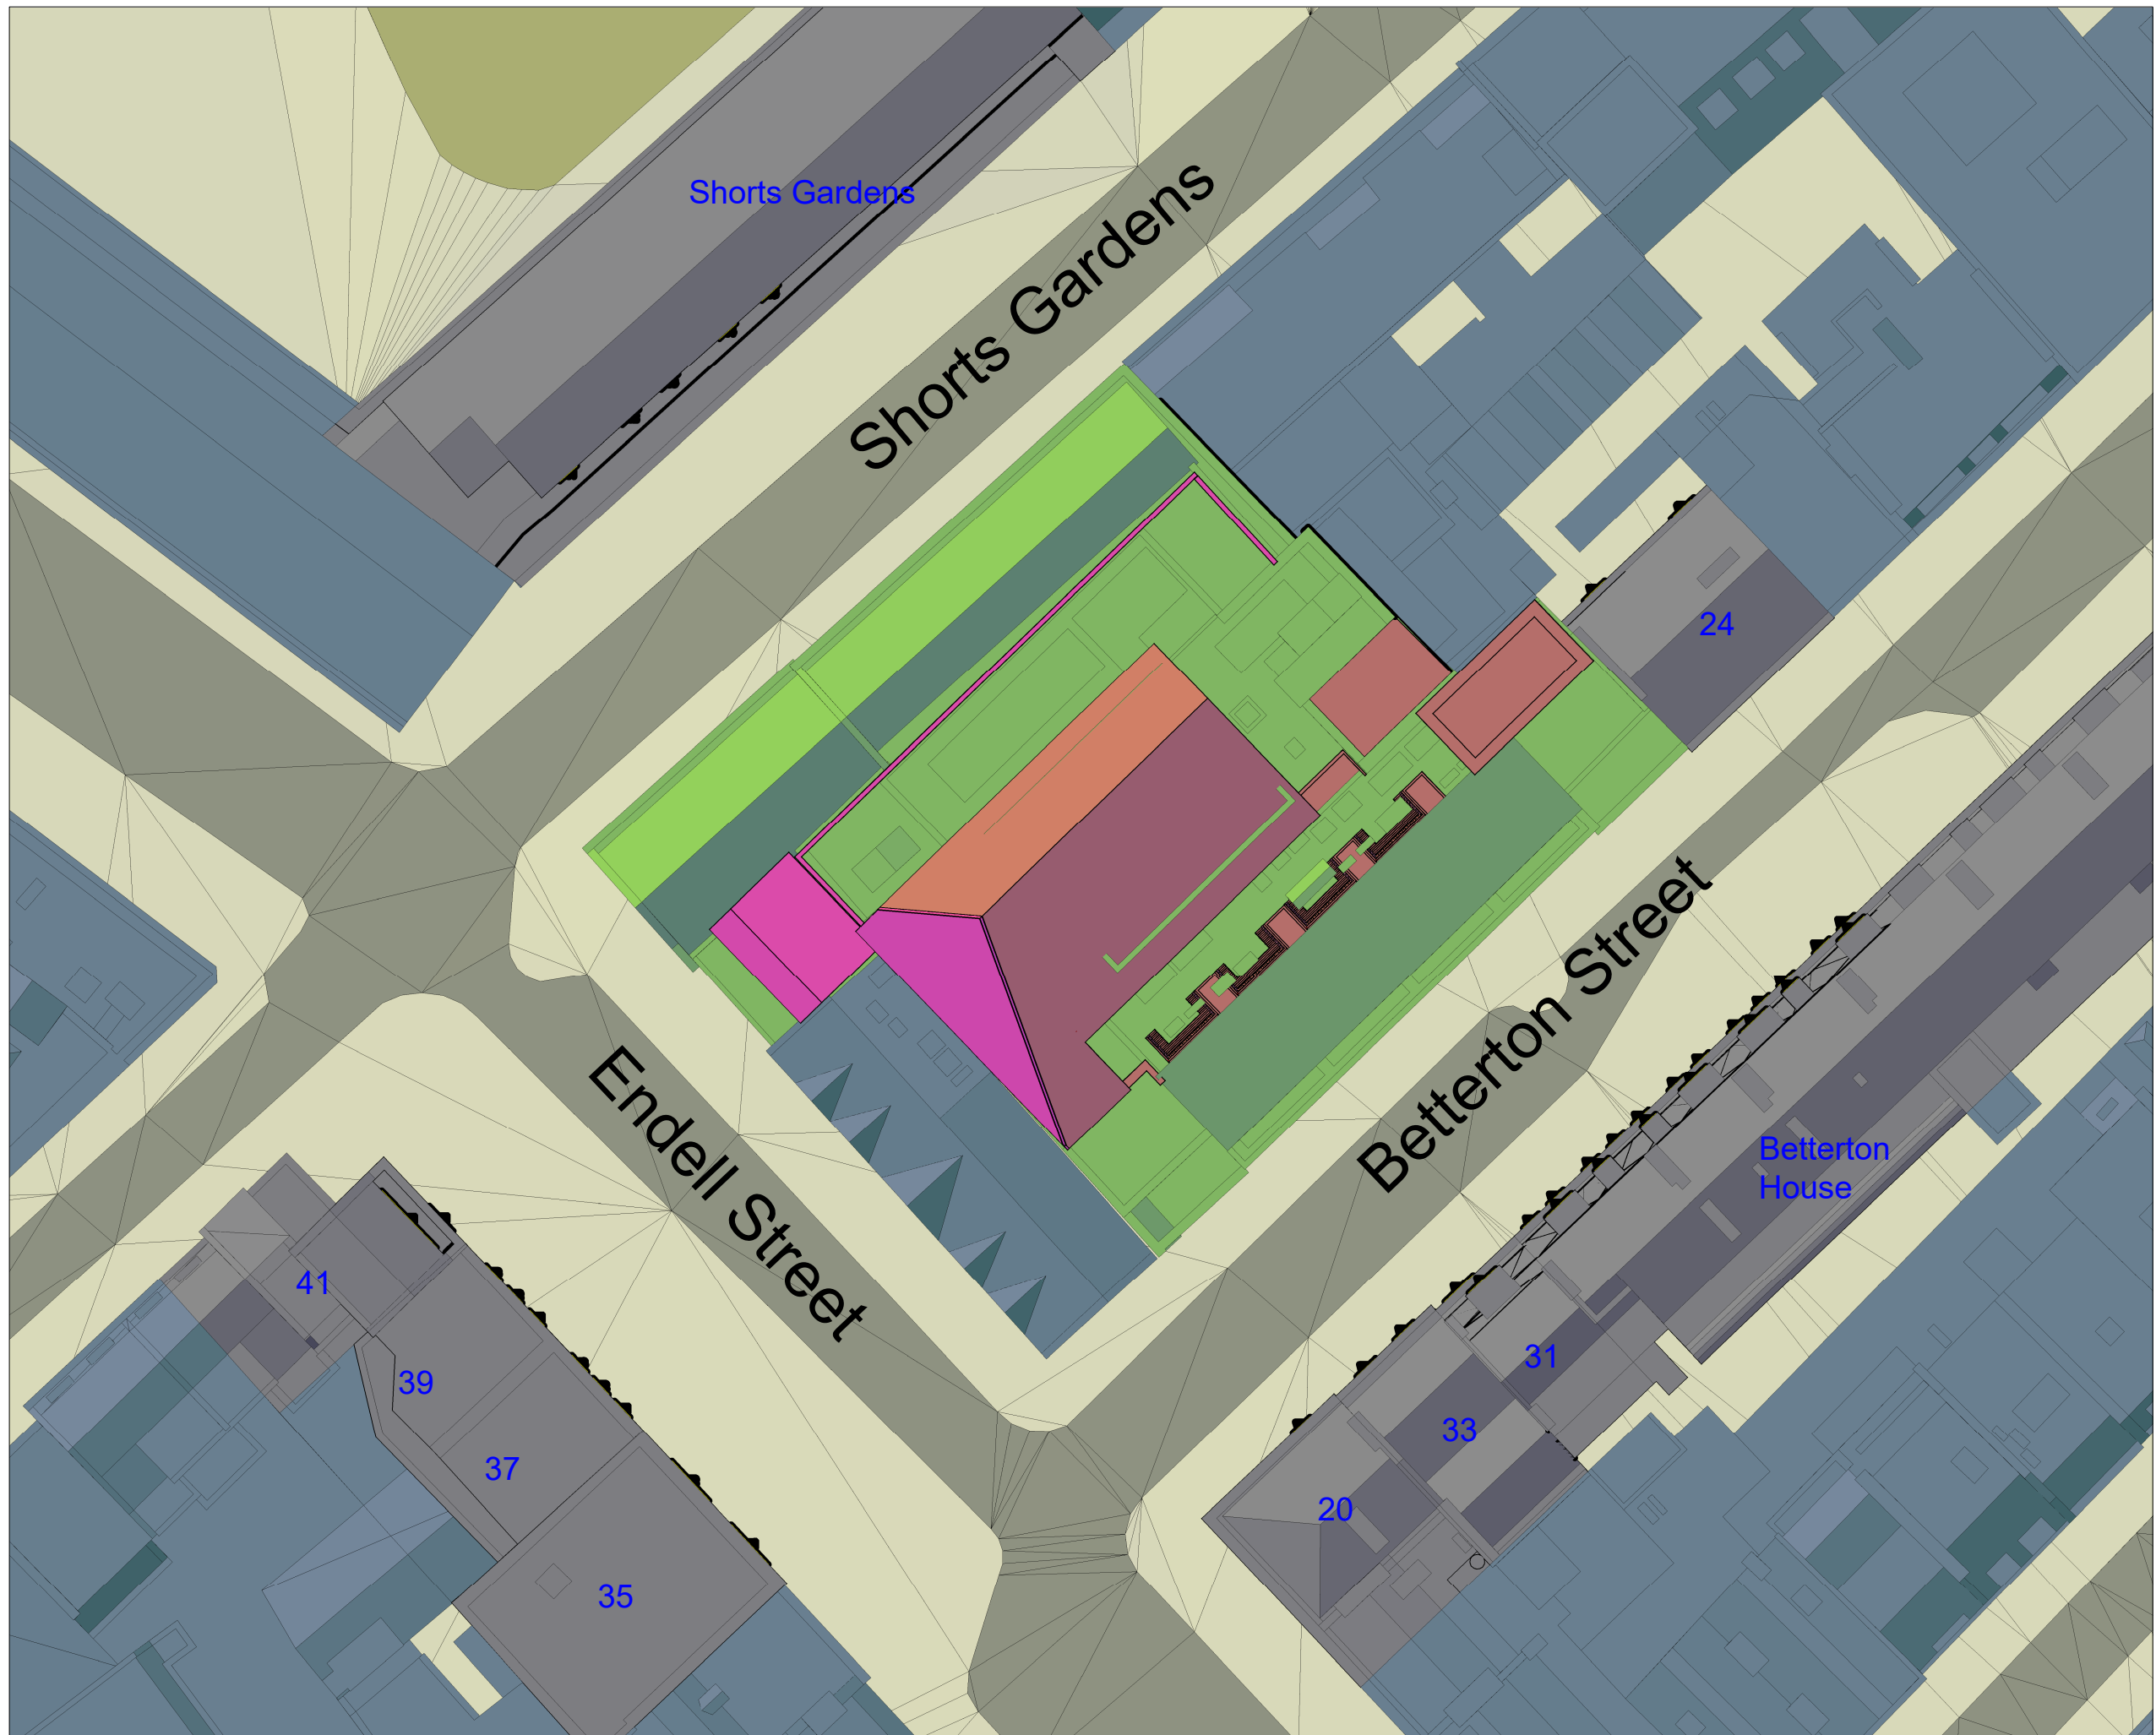 Shorts Gardens
Shorts Gardens
24
Betterton Street
Endell Street
Betterton
House
41
31
39
33
37
20
35